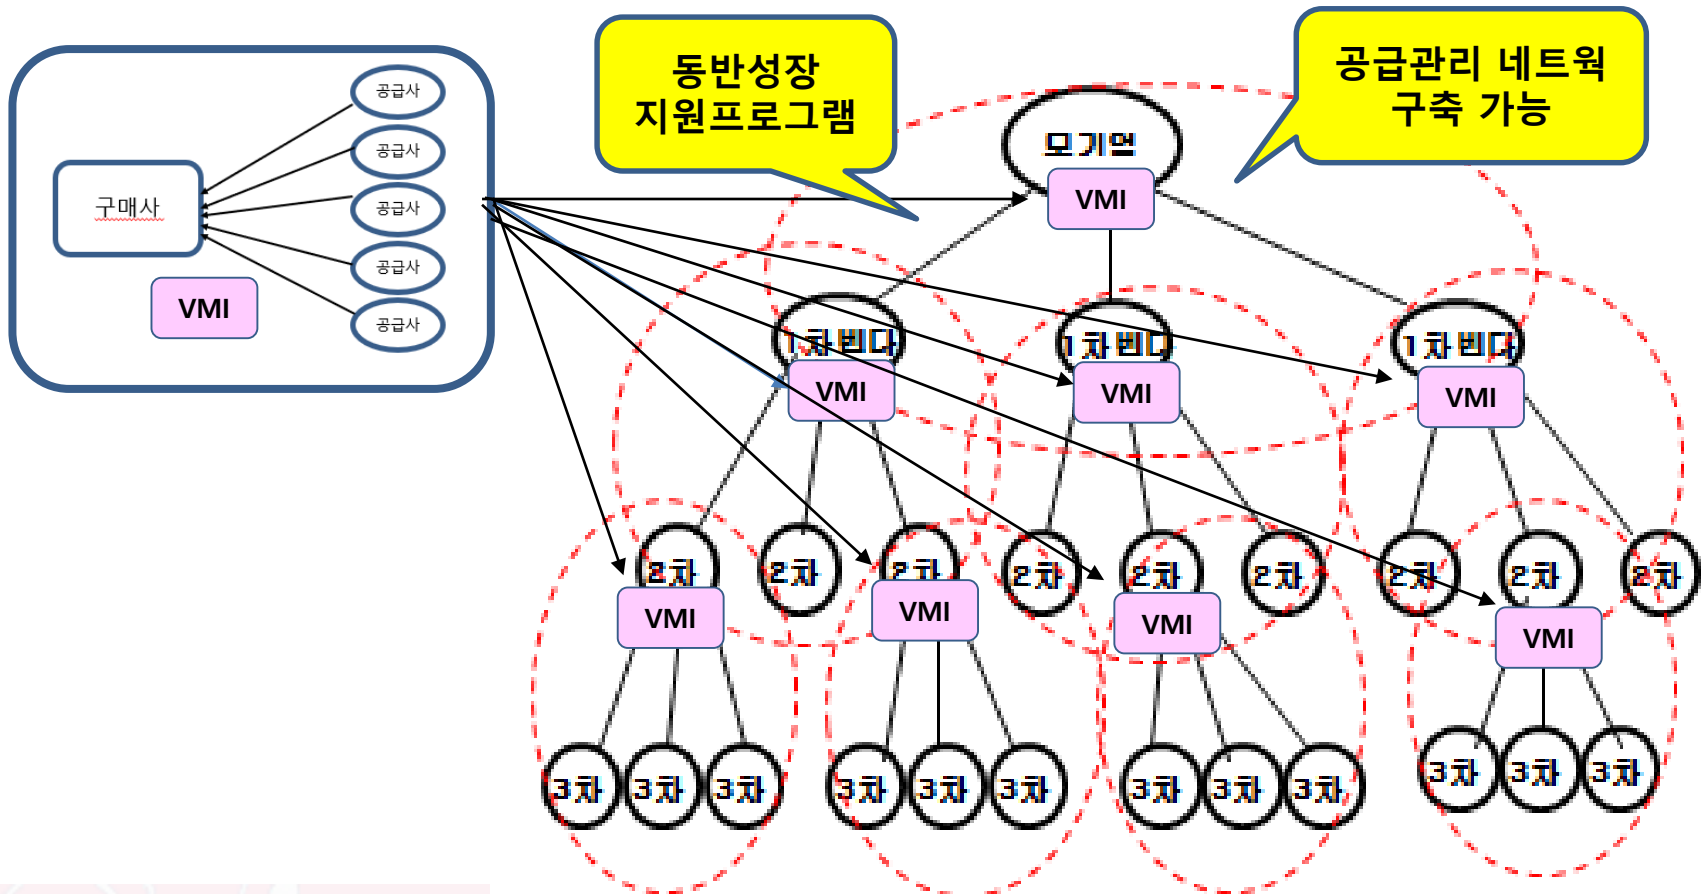 동반성장
지원프로그램
공급관리 네트웍
구축 가능
공급사
공급사
공급사
공급사
공급사
구매사
VMI
모기업
VMI
1차벤다
1차벤다
1차벤다
VMI
VMI
VMI
2차
2차
2차
2차
2차
2차
2차
2차
2차
VMI
VMI
VMI
VMI
3차
3차
3차
3차
3차
3차
3차
3차
3차
3차
3차
3차